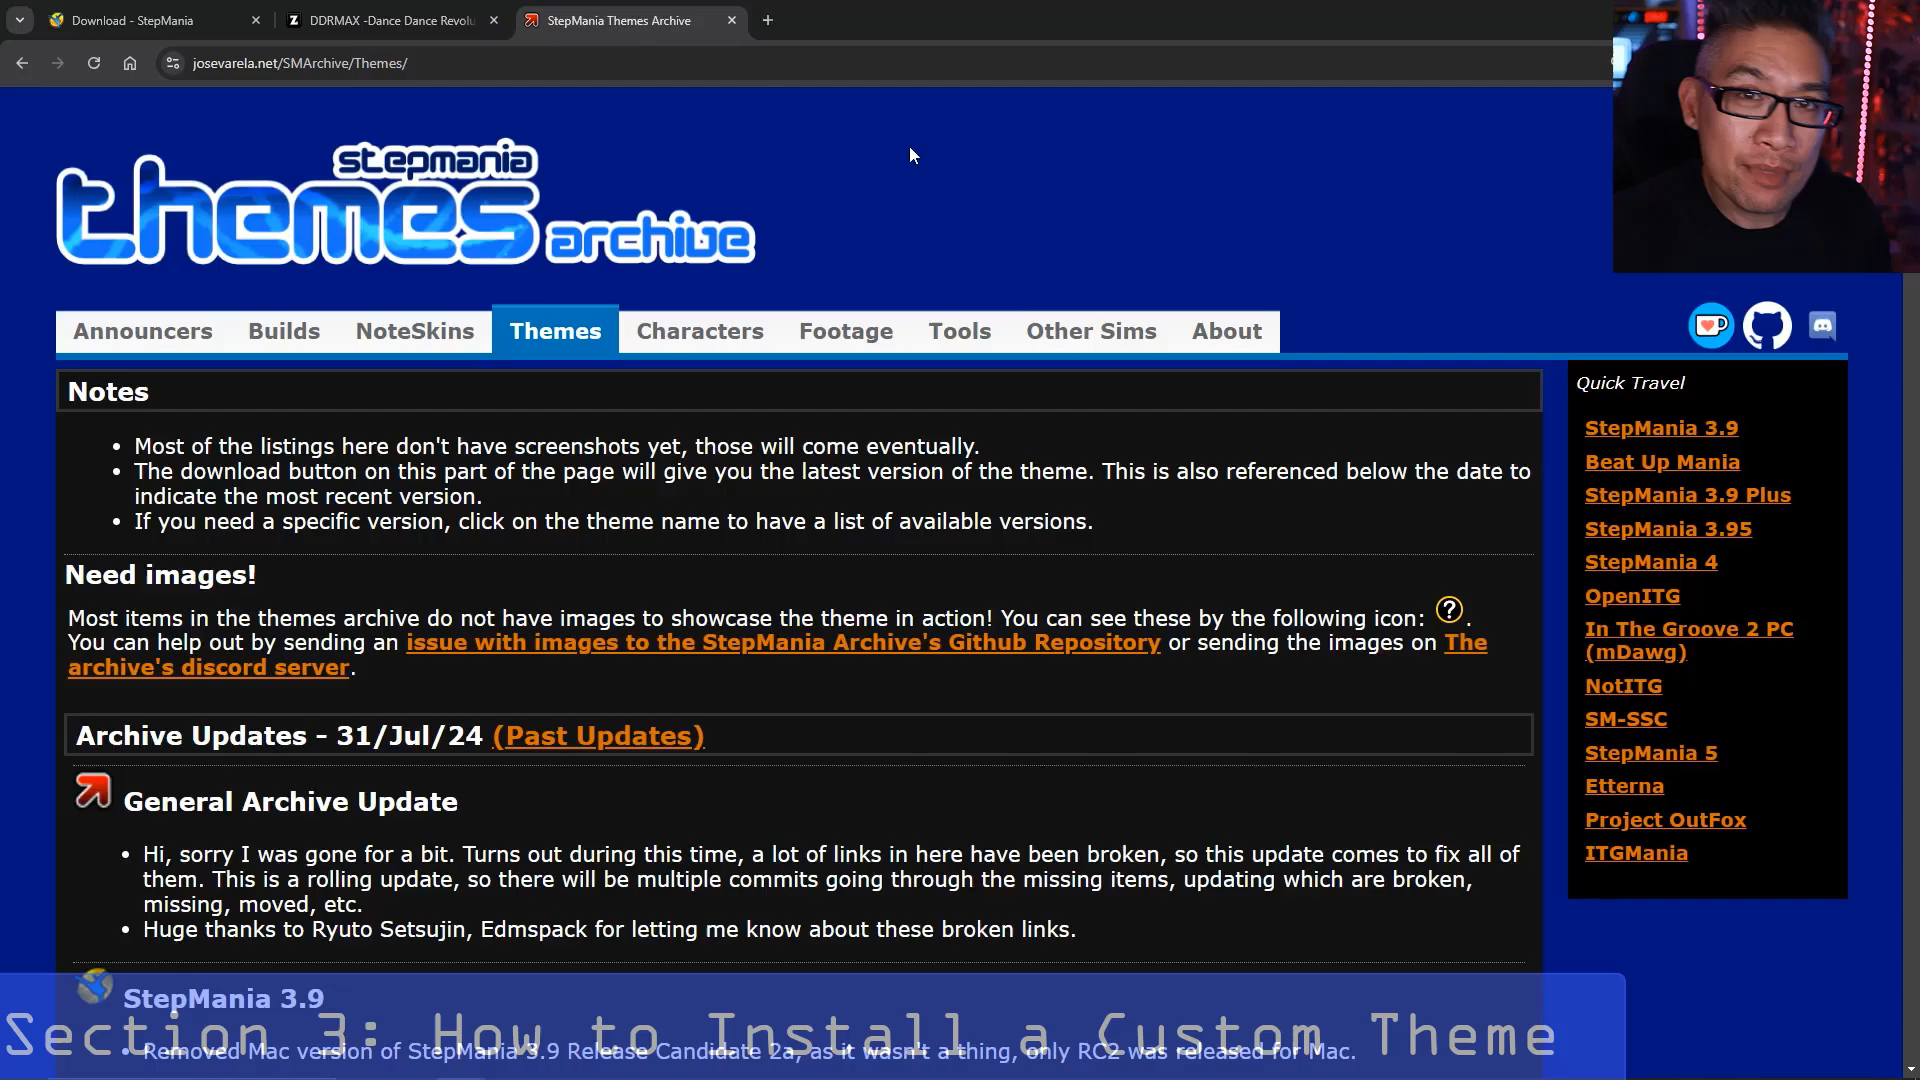 Download - StepMania
DDRMAX -Dance Dance Revolu
StepMania Themes Archive
josevarela.net/SMArchive/Themes/
stepmania
themes archive
Announcers Builds NoteSkins Themes Characters Footage Tools Other Sims About
Notes
• Most of the listings here don't have screenshots yet, those will come eventually.
• The download button on this part of the page will give you the latest version of the theme. This is also referenced below the date to
indicate the most recent version.
• If you need a specific version, click on the theme name to have a list of available versions.
Need images!
Most items in the themes archive do not have images to showcase the theme in action! You can see these by the following icon: ?.
You can help out by sending an issue with images to the StepMania Archive's Github Repository or sending the images on The
archive's discord server.
Archive Updates - 31/Jul/24 (Past Updates)
General Archive Update
• Hi, sorry I was gone for a bit. Turns out during this time, a lot of links in here have been broken, so this update comes to fix all of
them. This is a rolling update, so there will be multiple commits going through the missing items, updating which are broken,
missing, moved, etc.
• Huge thanks to Ryuto Setsujin, Edmspack for letting me know about these broken links.
StepMania 3.9
• Removed Mac version of StepMania 3.9 Release Candidate 2a, as it wasn't a thing, only RC2 was released for Mac.
Section 3: How to Install a Custom Theme
Quick Travel
StepMania 3.9
Beat Up Mania
StepMania 3.9 Plus
StepMania 3.95
StepMania 4
OpenITG
In The Groove 2 PC
(mDawg)
NotITG
SM-SSC
StepMania 5
Etterna
Project OutFox
ITGMania